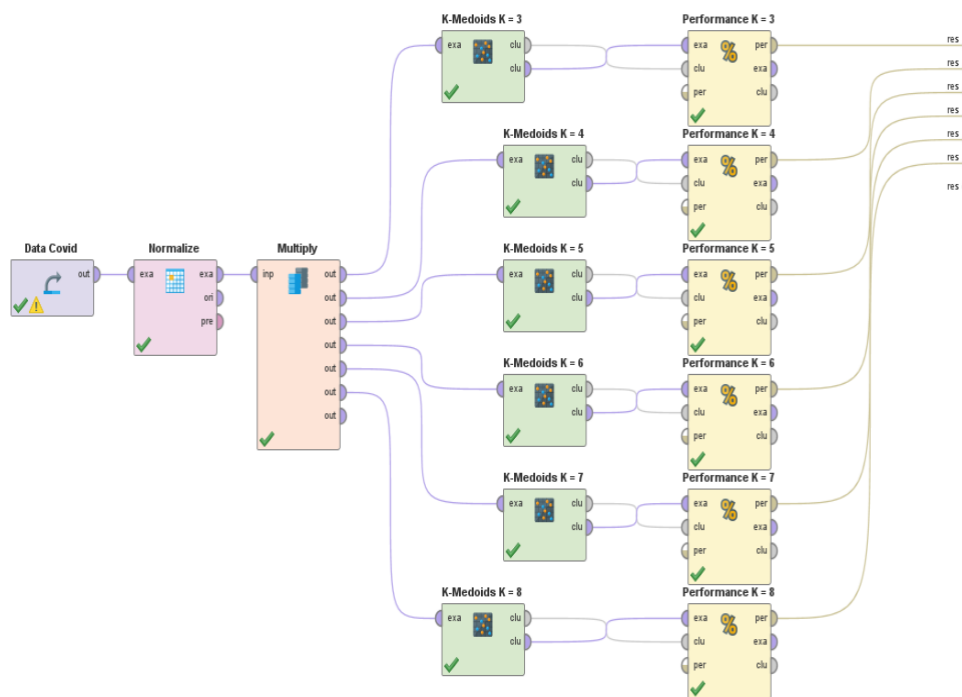 K-Medoids K = 3
exa
clu
clu
Performance K = 3
exa
clu
per
per
exa
clu
res
res
res
res
res
res
res
K-Medoids K = 4
exa
clu
clu
Performance K = 4
exa
clu
per
per
exa
clu
Data Covid
out
Normalize
exa
exa
ori
pre
Multiply
inp
out
out
out
out
out
out
out
K-Medoids K = 5
exa
clu
clu
Performance K = 5
exa
clu
per
per
exa
clu
K-Medoids K = 6
exa
clu
clu
Performance K = 6
exa
clu
per
per
exa
clu
K-Medoids K = 7
exa
clu
clu
Performance K = 7
exa
clu
per
per
exa
clu
K-Medoids K = 8
exa
clu
clu
Performance K = 8
exa
clu
per
per
exa
clu